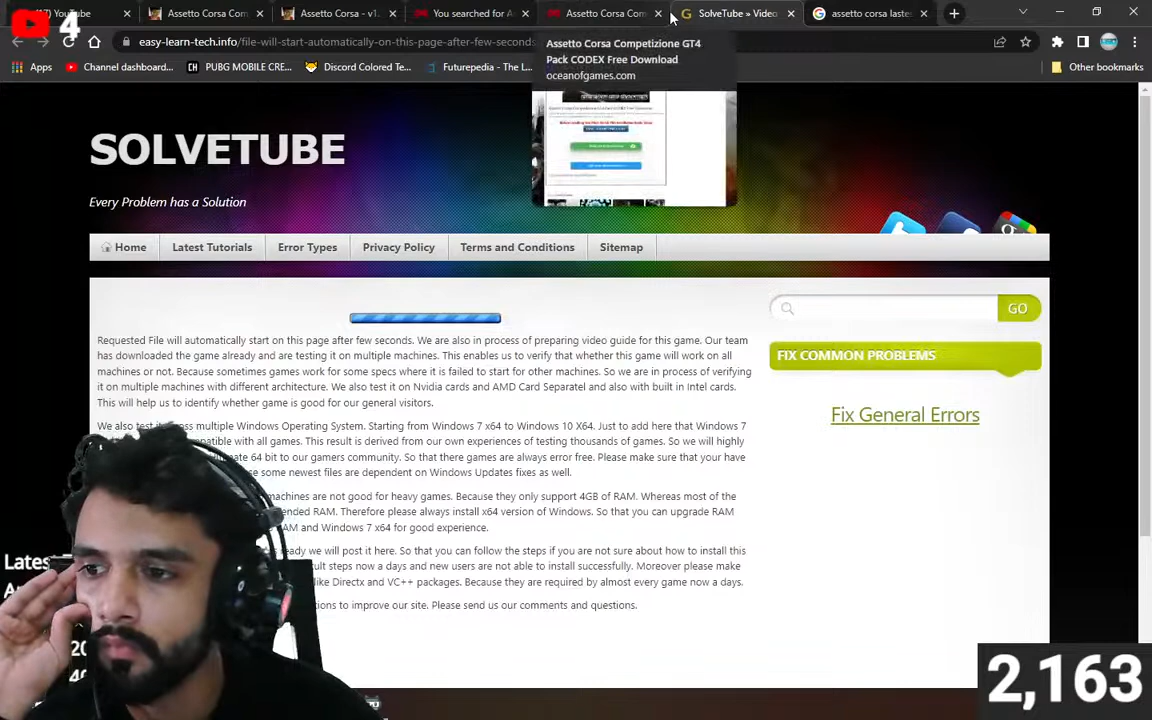 (17) YouTube
Assetto Corsa Com
Assetto Corsa - v1.
You searched for A
Assetto Corsa Com
SolveTube » Video
assetto corsa lastes
4
easy-learn-tech.info/file-will-start-automatically-on-this-page-after-few-seconds
Apps
Channel dashboard...
PUBG MOBILE CRE...
Discord Colored Te...
Futurepedia - The L...
Other bookmarks
Assetto Corsa Competizione GT4
Pack CODEX Free Download
oceanofgames.com
SOLVETUBE
Every Problem has a Solution
Home
Latest Tutorials
Error Types
Privacy Policy
Terms and Conditions
Sitemap
GO
Requested File will automatically start on this page after few seconds. We are also in process of preparing video guide for this game. Our team
has downloaded the game already and are testing it on multiple machines. This enables us to verify that whether this game will work on all
machines or not. Because sometimes games work for some specs where it is failed to start for other machines. So we are in process of verifying
it on multiple machines with different architecture. We also test it on Nvidia cards and AMD Card Separatel and also with built in Intel cards.
This will help us to identify whether game is good for our general visitors.
We also test it across multiple Windows Operating System. Starting from Windows 7 x64 to Windows 10 X64. Just to add here that Windows 7
compatible with all games. This result is derived from our own experiences of testing thousands of games. So we will highly
64 bit to our gamers community. So that there games are always error free. Please make sure that your have
some newest files are dependent on Windows Updates fixes as well.
machines are not good for heavy games. Because they only support 4GB of RAM. Whereas most of the
RAM. Therefore please always install x64 version of Windows. So that you can upgrade RAM
RAM and Windows 7 x64 for good experience.
ready we will post it here. So that you can follow the steps if you are not sure about how to install this
steps now a days and new users are not able to install successfully. Moreover please make
like Directx and VC++ packages. Because they are required by almost every game now a days.
to improve our site. Please send us our comments and questions.
FIX COMMON PROBLEMS
Fix General Errors
Lates
2,163